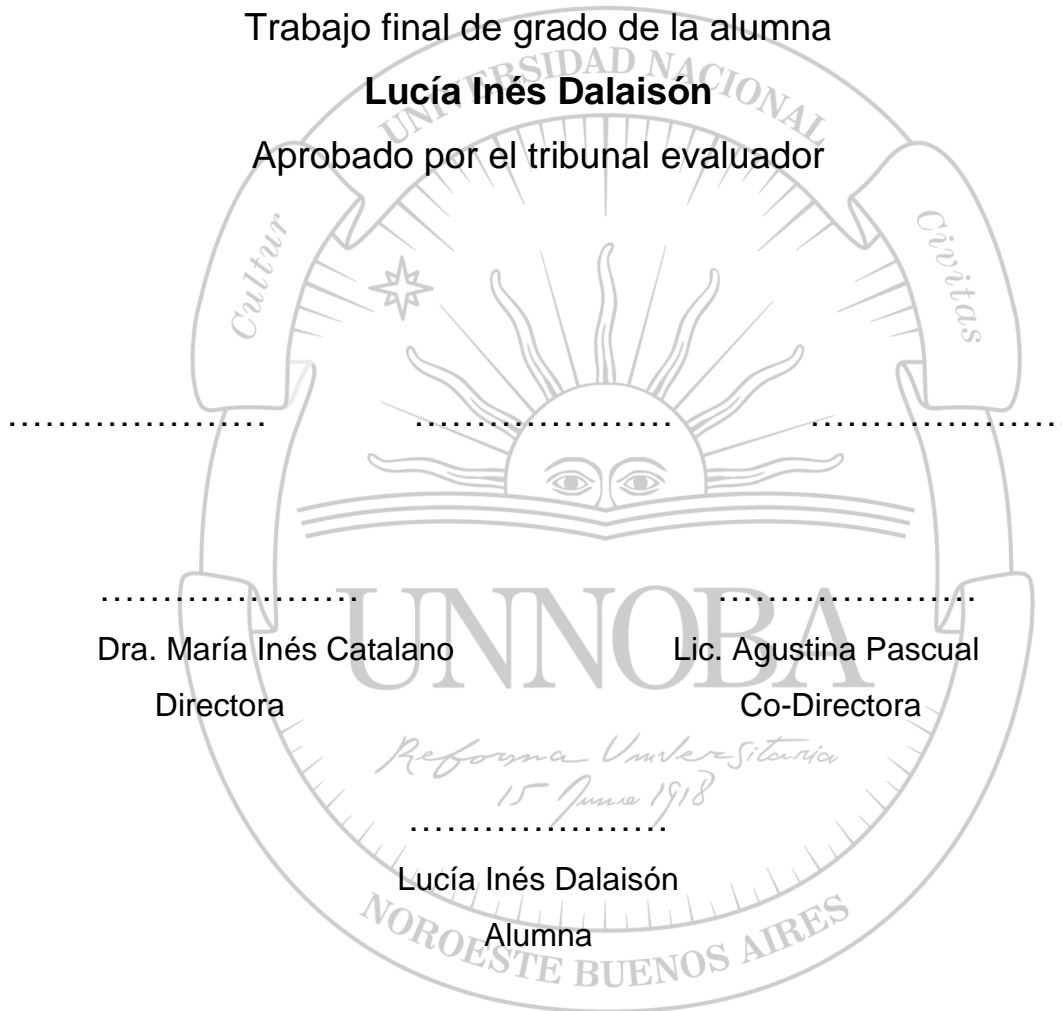 Trabajo final de grado de la alumna
UNIVERSIDAD NACIONAL
Lucía Inés Dalaisón
Aprobado por el tribunal evaluador
Cultur
Civitas
..................... ..................... .....................
..................... .....................
UNNOBA
Dra. María Inés Catalano Lic. Agustina Pascual
Directora Co-Directora
Reforma Universitaria
15 Junio 1918
.....................
Lucía Inés Dalaisón
Alumna
NOROESTE BUENOS AIRES